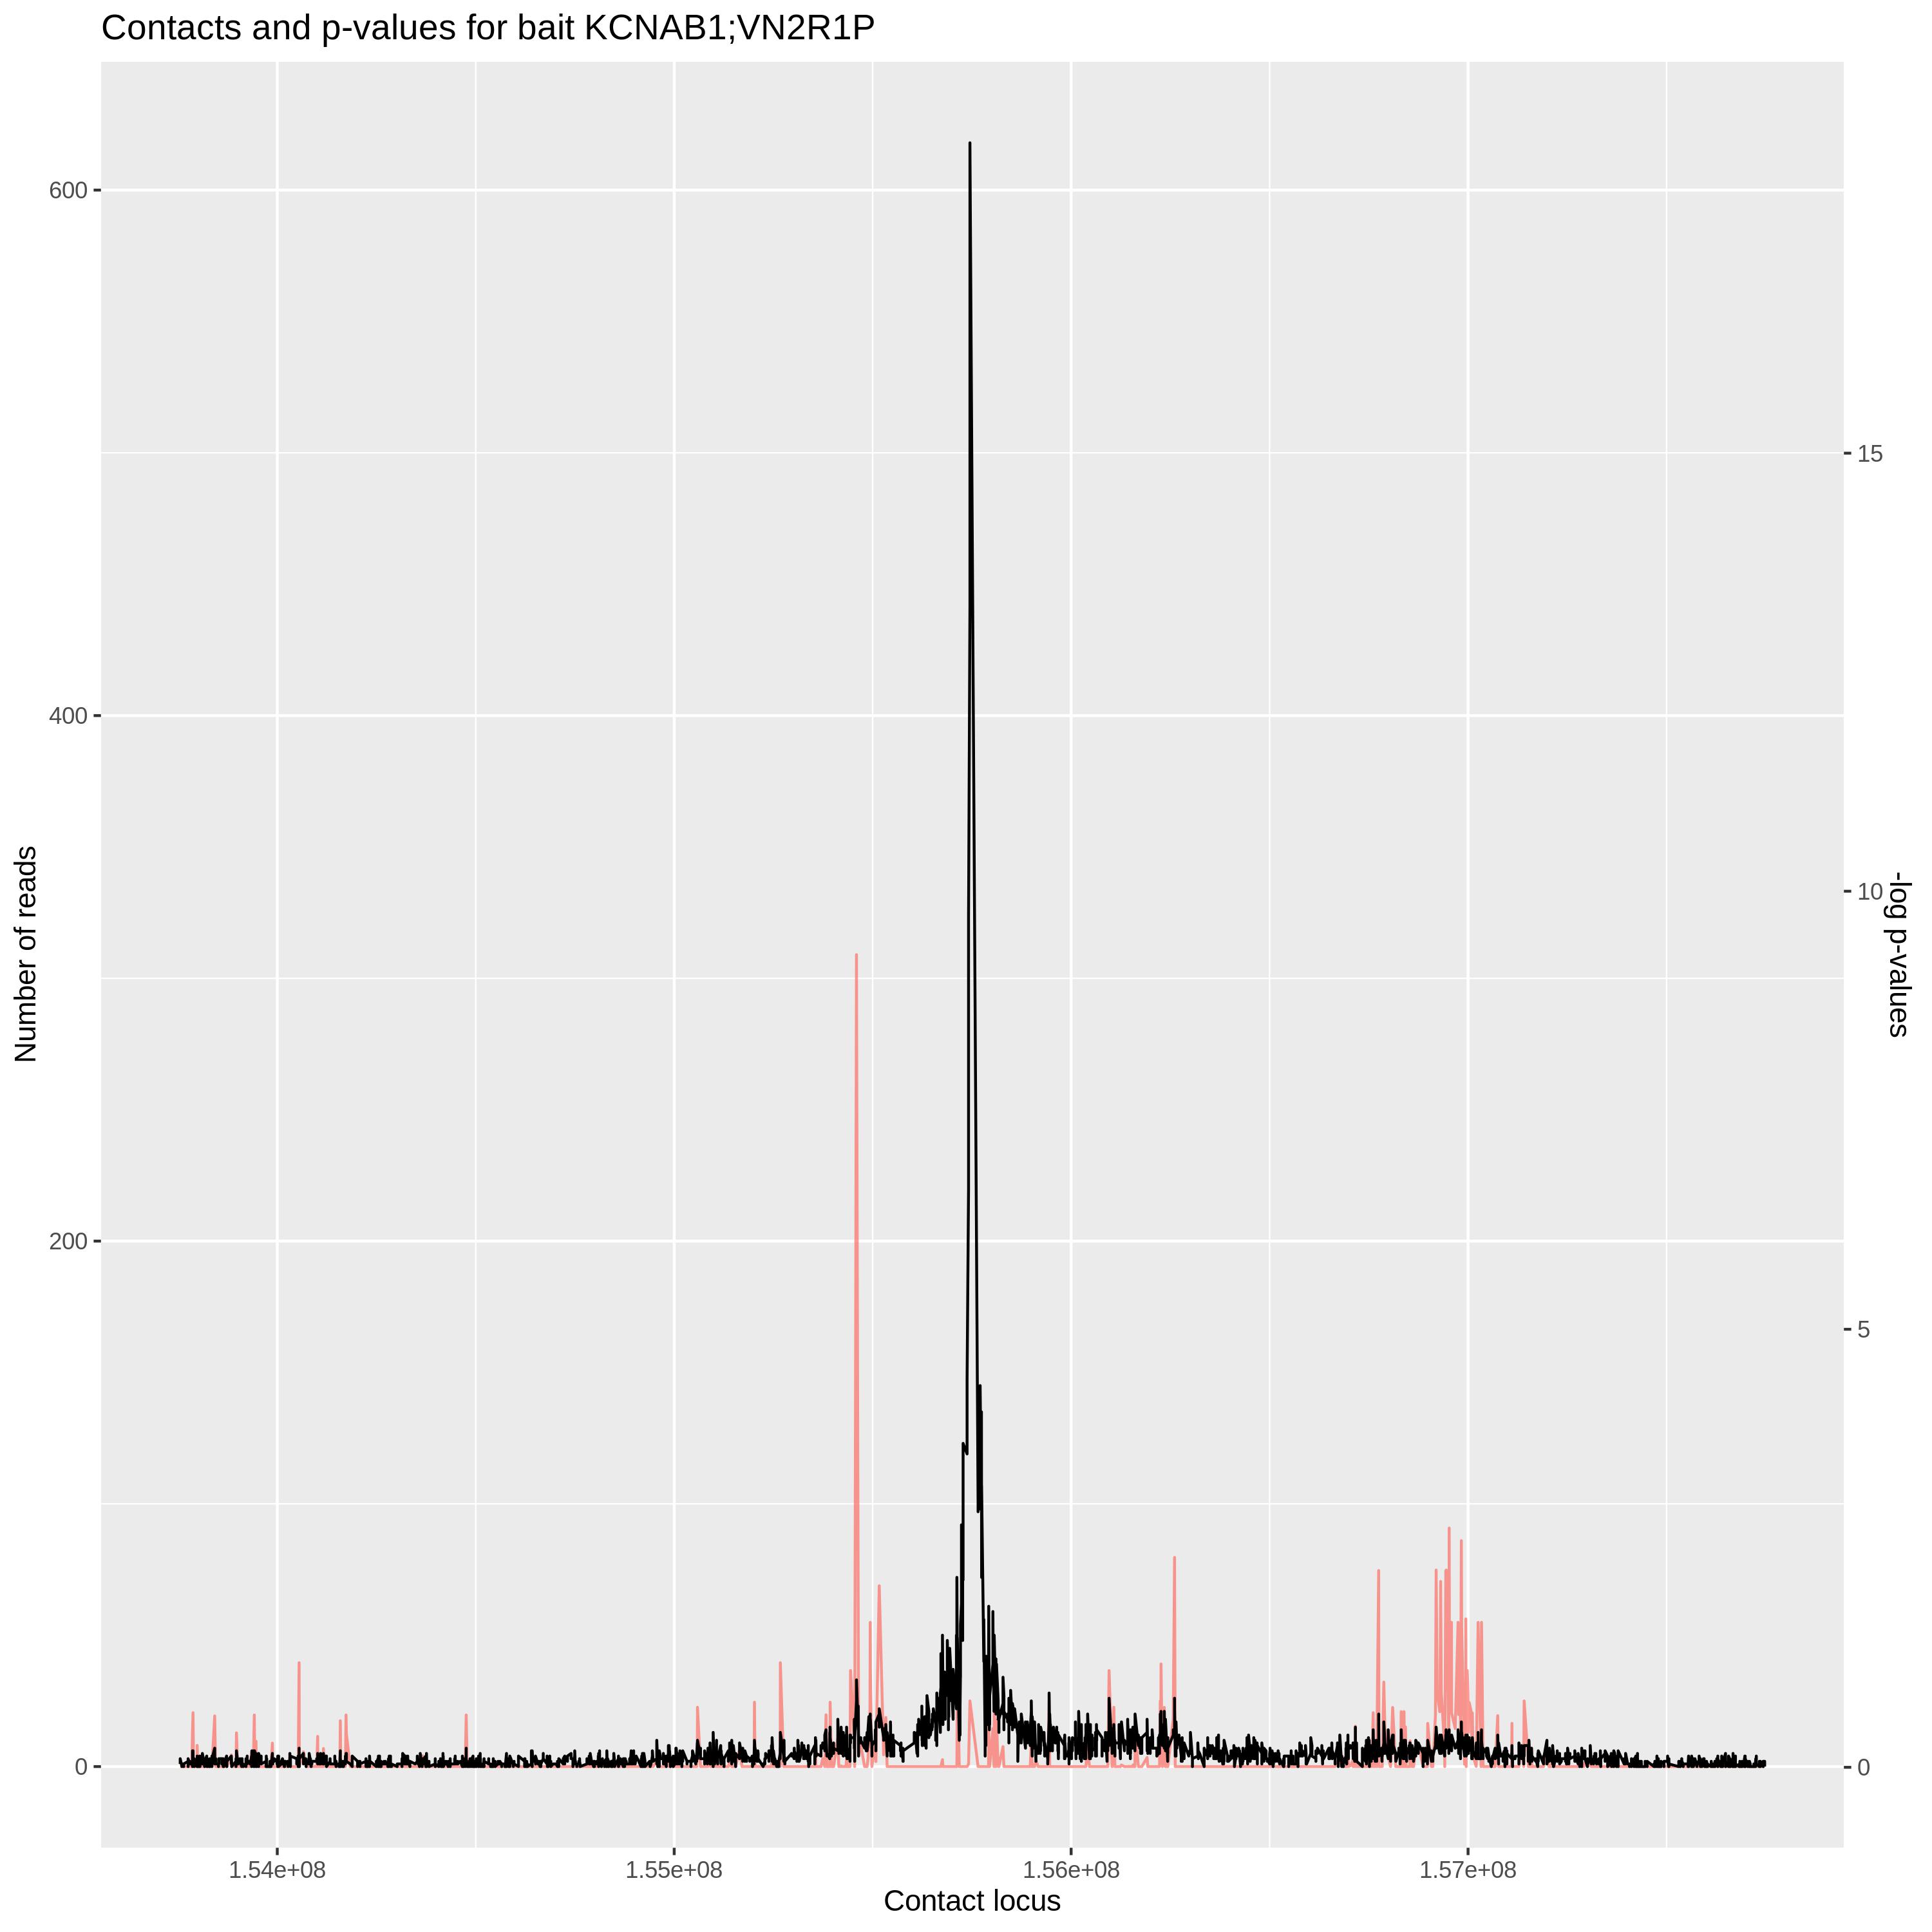 Contacts and p-values for bait KCNAB1;VN2R1P
600
400
200
0
Number of reads
15
10
5
0
-log p-values
1.54e+08 1.55e+08 1.56e+08 1.57e+08
Contact locus